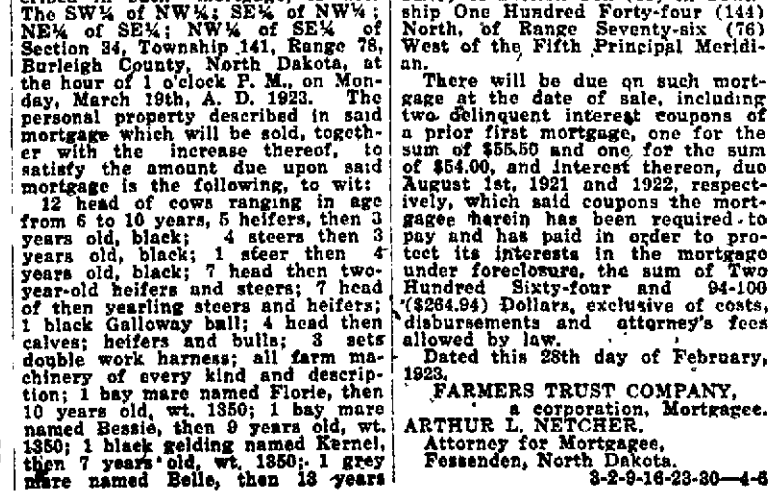 The SW¼ of NW¼; SE¼ of NW¼;
NE¼ of SE¼; NW¼ of SE¼ of
Section 34, Township 141, Range 78,
Burleigh County, North Dakota, at
the hour of 1 o'clock P. M., on Mon-
day, March 19th, A. D. 1923. The
personal property described in said
mortgage which will be sold, togeth-
er with the increase thereof, to
satisfy the amount due upon said
mortgage is the following, to wit:
12 head of cows ranging in age
from 6 to 10 years, 5 heifers, then 3
years old, black; 4 steers then 3
years old, black; 1 steer then 4
years old, black; 7 head then two-
year-old heifers and steers; 7 head
of then yearling steers and heifers;
1 black Galloway ball; 4 head then
calves; heifers and bulls; 3 sets
double work harness; all farm ma-
chinery of every kind and descrip-
tion; 1 bay mare named Florie, then
10 years old, wt. 1350; 1 bay mare
named Bessie, then 9 years old, wt.
1350; 1 black gelding named Kernel,
then 7 years old, wt. 1350; 1 grey
mare named Belle, then 13 years
ship One Hundred Forty-four (144)
North, of Range Seventy-six (76)
West of the Fifth Principal Meridi-
an.
There will be due on such mort-
gage at the date of sale, including
two delinquent interest coupons of
a prior first mortgage, one for the
sum of $55.50 and one for the sum
of $54.00, and interest thereon, due
August 1st, 1921 and 1922, respect-
ively, which said coupons the mort-
gagee herein has been required to
pay and has paid in order to pro-
tect its interests in the mortgage
under foreclosure, the sum of Two
Hundred Sixty-four and 94-100
($264.94) Dollars, exclusive of costs,
disbursements and attorney's fees
allowed by law.
Dated this 28th day of February,
1923.
FARMERS TRUST COMPANY,
a corporation, Mortgagee.
ARTHUR L. NETCHER.
Attorney for Mortgagee,
Fessenden, North Dakota.
3-2-9-16-23-30—4-6